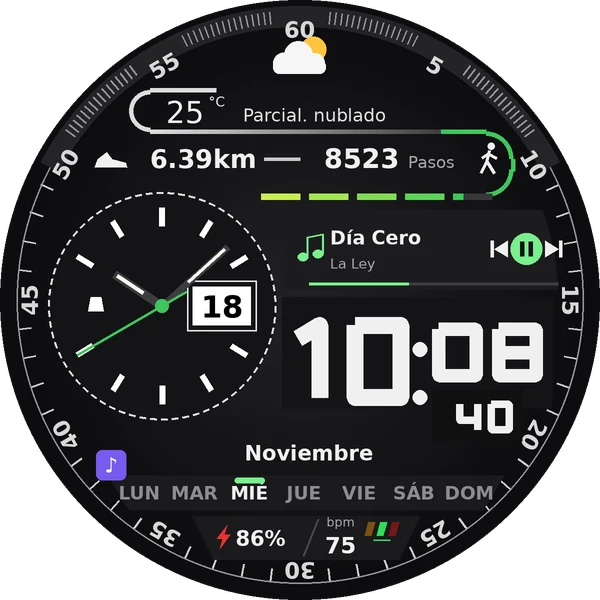 60
55 5
25 °C Parcial. nublado
50 6.39km 8523 Pasos 10
Día Cero
La Ley
45 18 10:08 15
40
40 20
Noviembre
LUN MAR MIÉ JUE VIE SÁB DOM
35 86% bpm 75 25
30